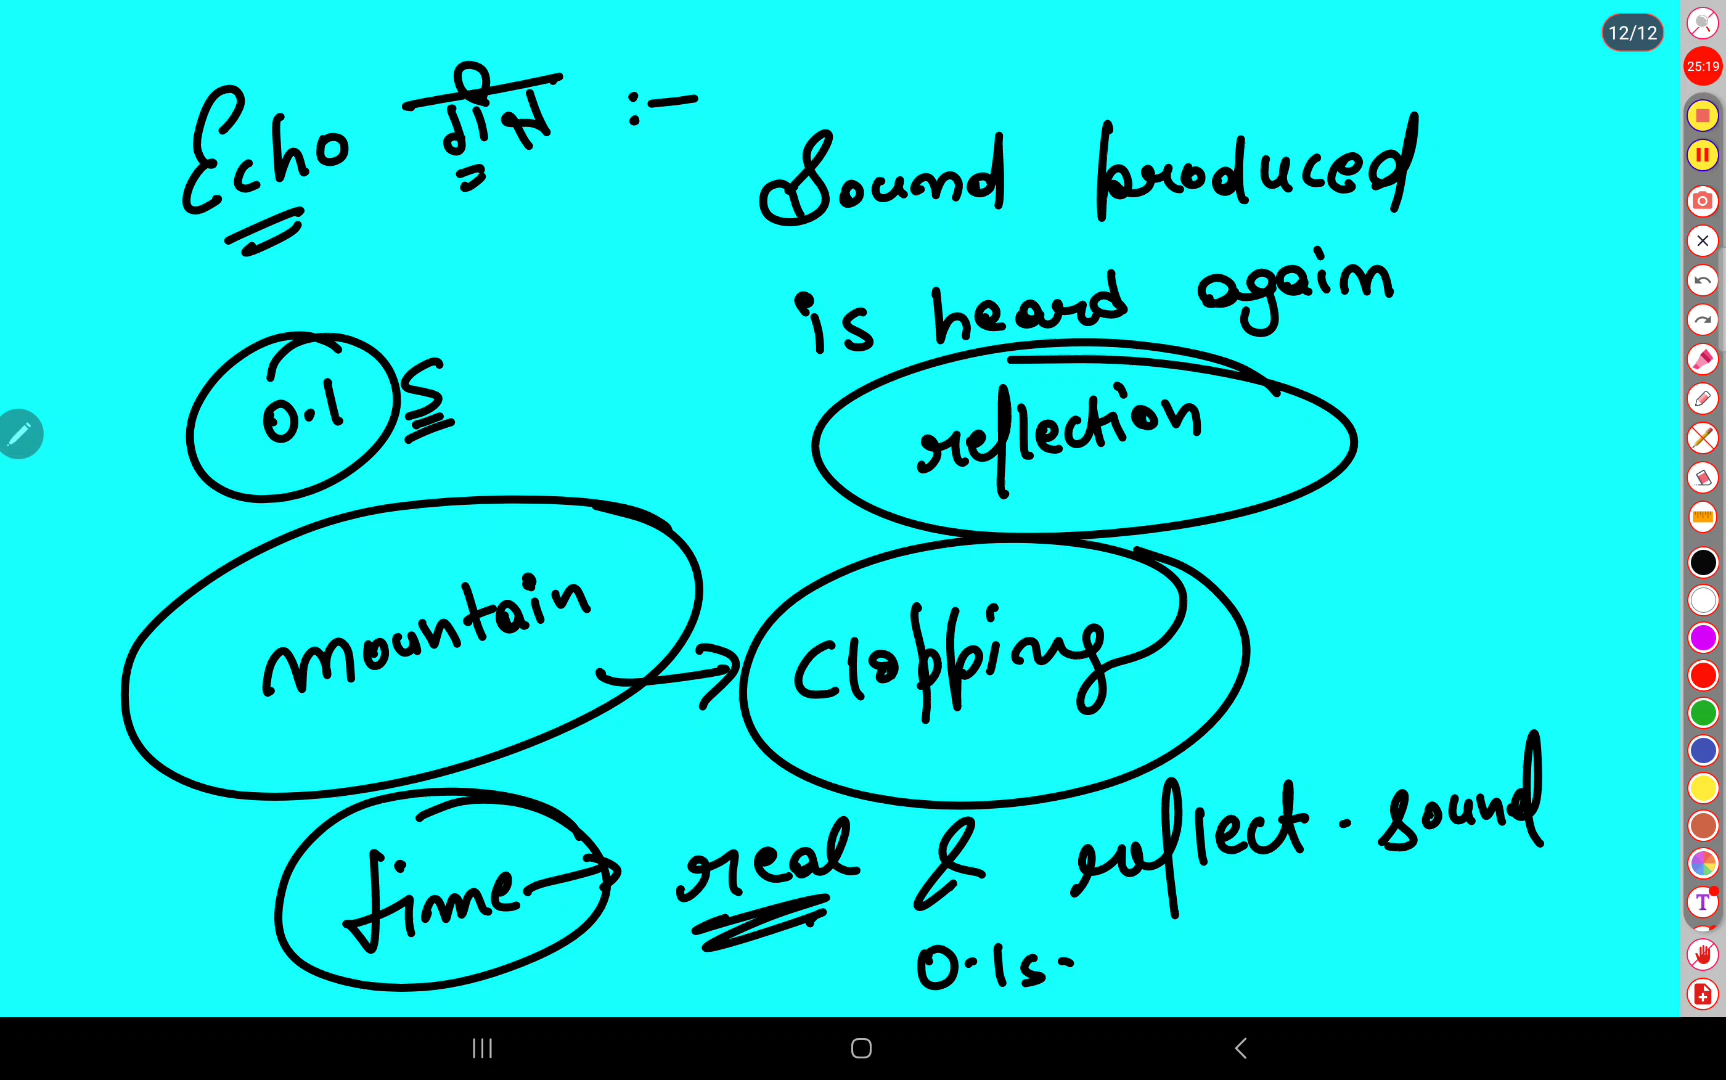 12/12
25:19
Echo :-
Sound produced
is heard again
0.1 s
reflection
mountain → Clapping
time → real & reflect. sound
0.1s.
T